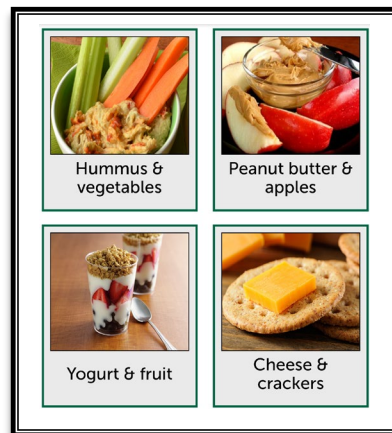 Hummus &
vegetables
Peanut butter &
apples
Yogurt & fruit
Cheese &
crackers